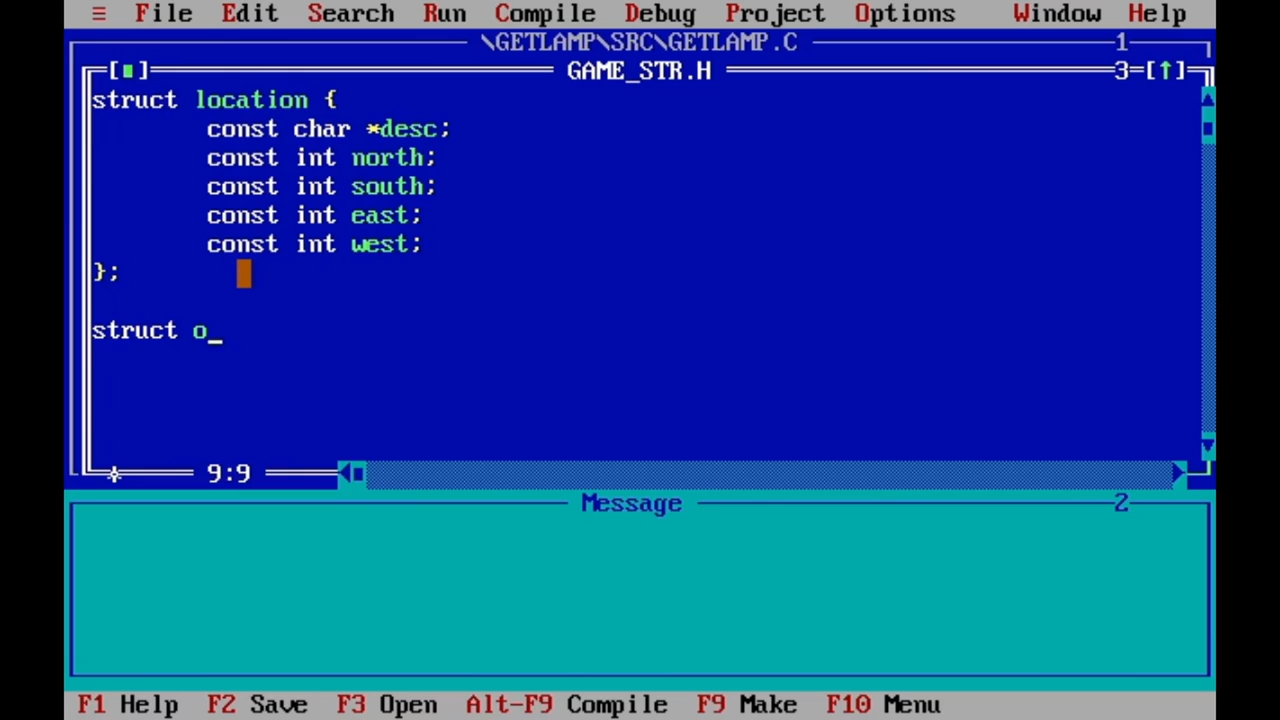 ≡ File Edit Search Run Compile Debug Project Options Window Help
\GETLAMP\SRC\GETLAMP.C 1
[▪] GAME_STR.H 3=[↑]
struct location {
const char *desc;
const int north;
const int south;
const int east;
const int west;
};
struct o_
9:9
Message 2
F1 Help F2 Save F3 Open Alt-F9 Compile F9 Make F10 Menu